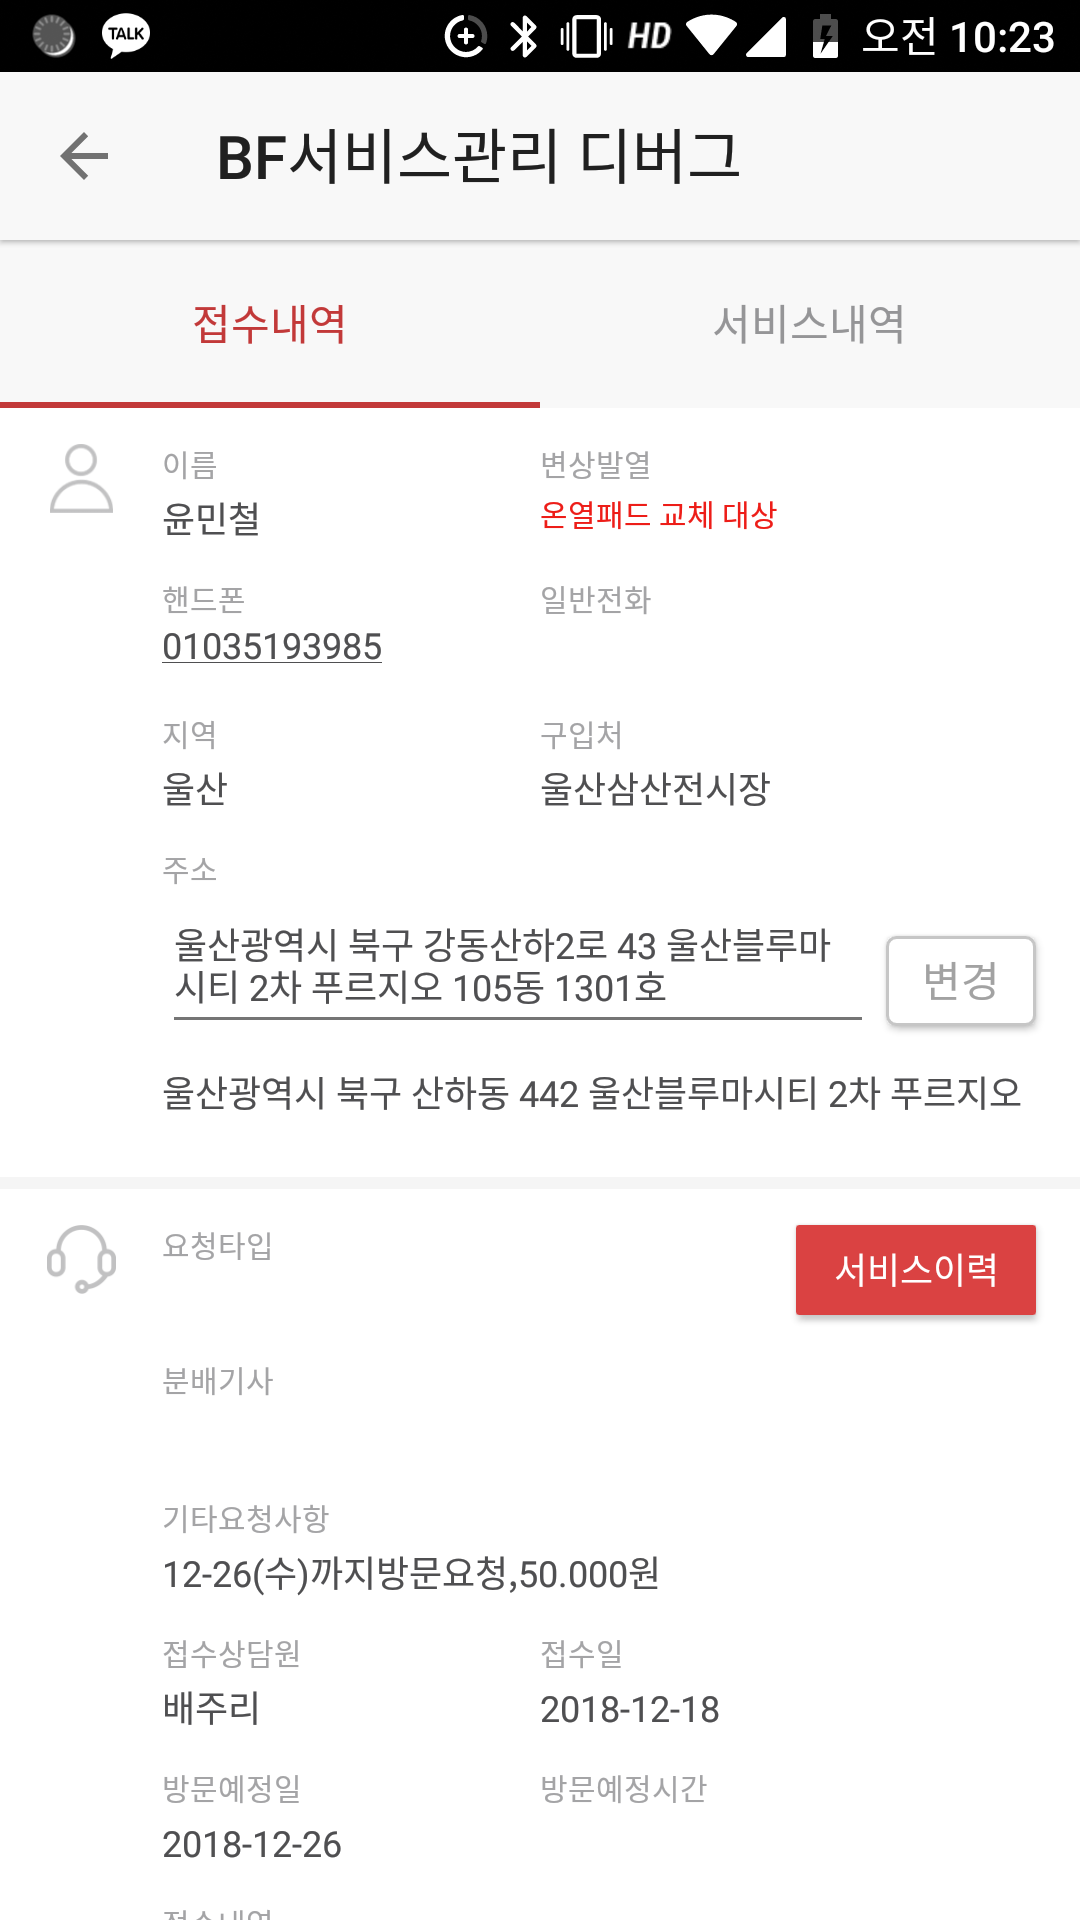 TALK
HD
오전 10:23
BF서비스관리 디버그
접수내역
서비스내역
이름
변상발열
윤민철
온열패드 교체 대상
핸드폰
일반전화
01035193985
지역
구입처
울산
울산삼산전시장
주소
울산광역시 북구 강동산하2로 43 울산블루마
시티 2차 푸르지오 105동 1301호
변경
울산광역시 북구 산하동 442 울산블루마시티 2차 푸르지오
요청타입
서비스이력
분배기사
기타요청사항
12-26(수)까지방문요청,50.000원
접수상담원
접수일
배주리
2018-12-18
방문예정일
방문예정시간
2018-12-26
접수내역